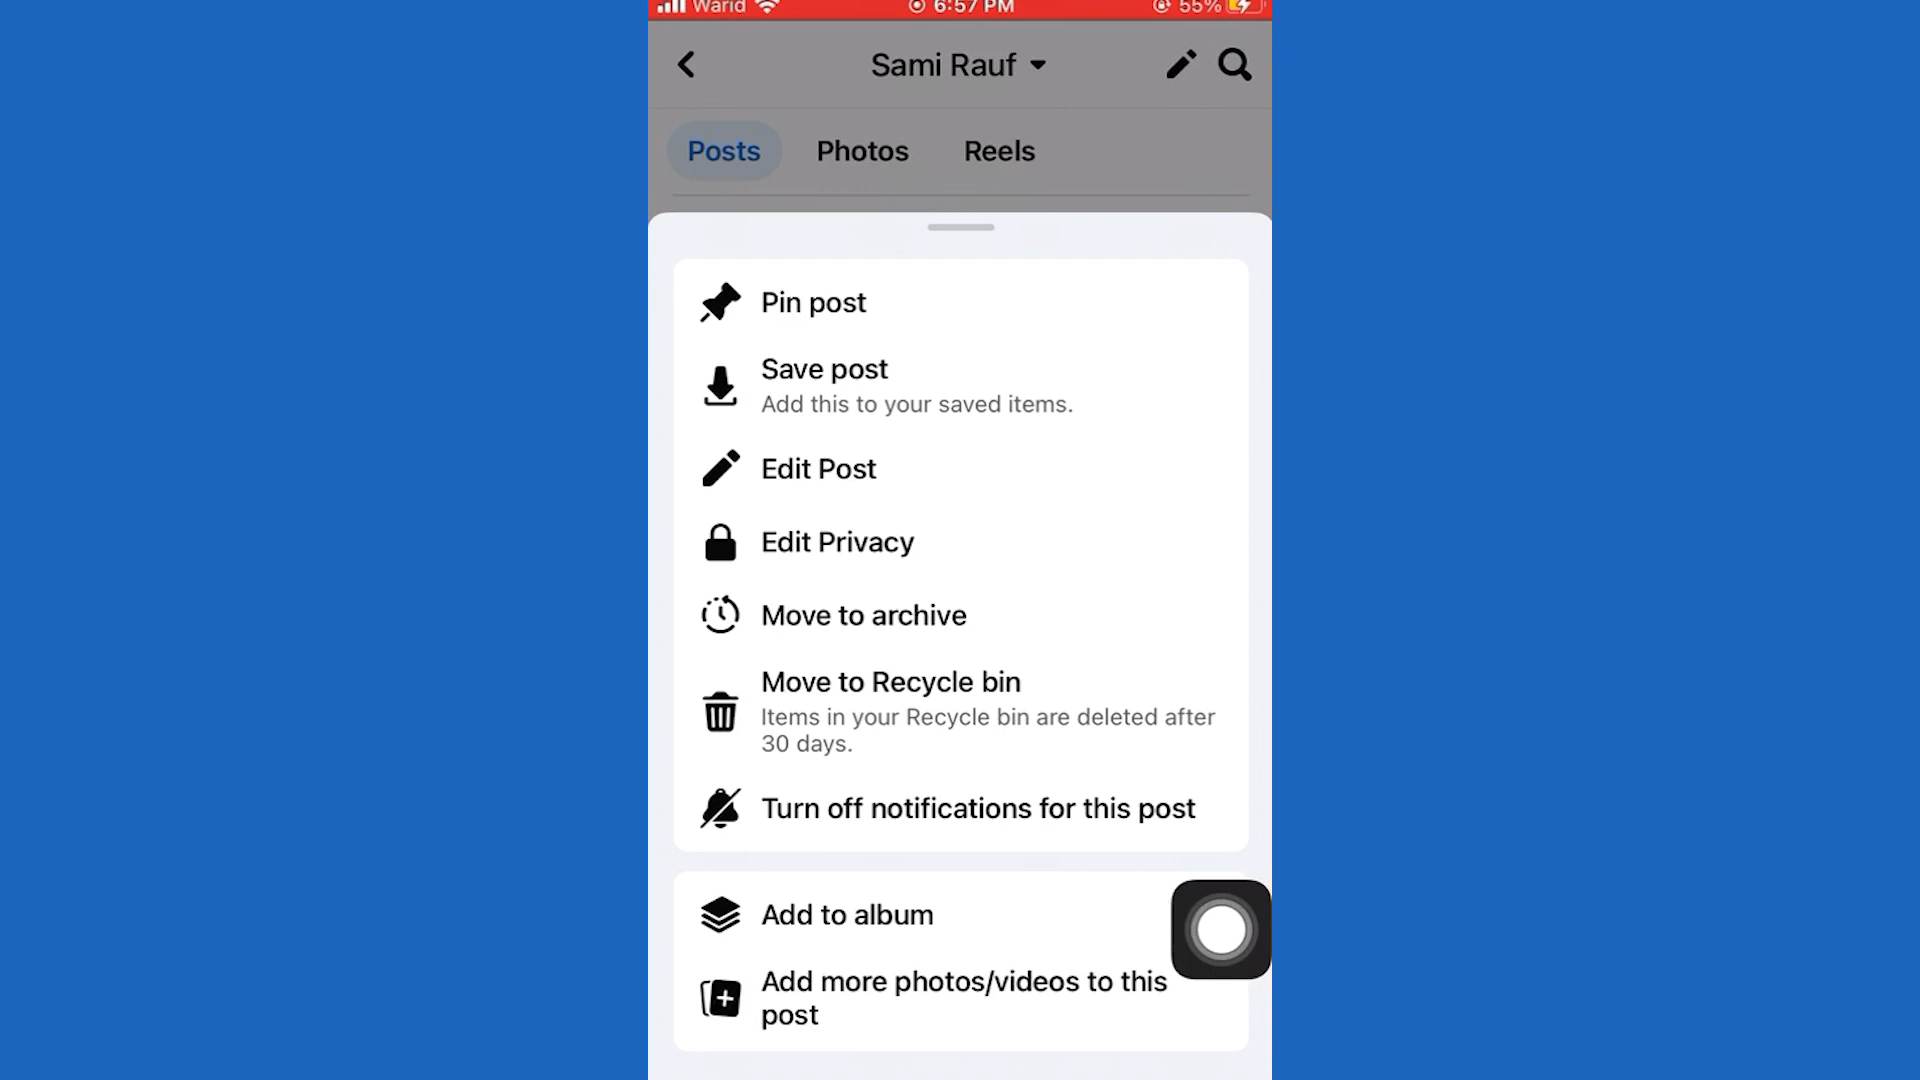 Warid 6:57 PM 55%
Sami Rauf
Posts Photos Reels
Pin post
Save post
Add this to your saved items.
Edit Post
Edit Privacy
Move to archive
Move to Recycle bin
Items in your Recycle bin are deleted after
30 days.
Turn off notifications for this post
Add to album
Add more photos/videos to this
post